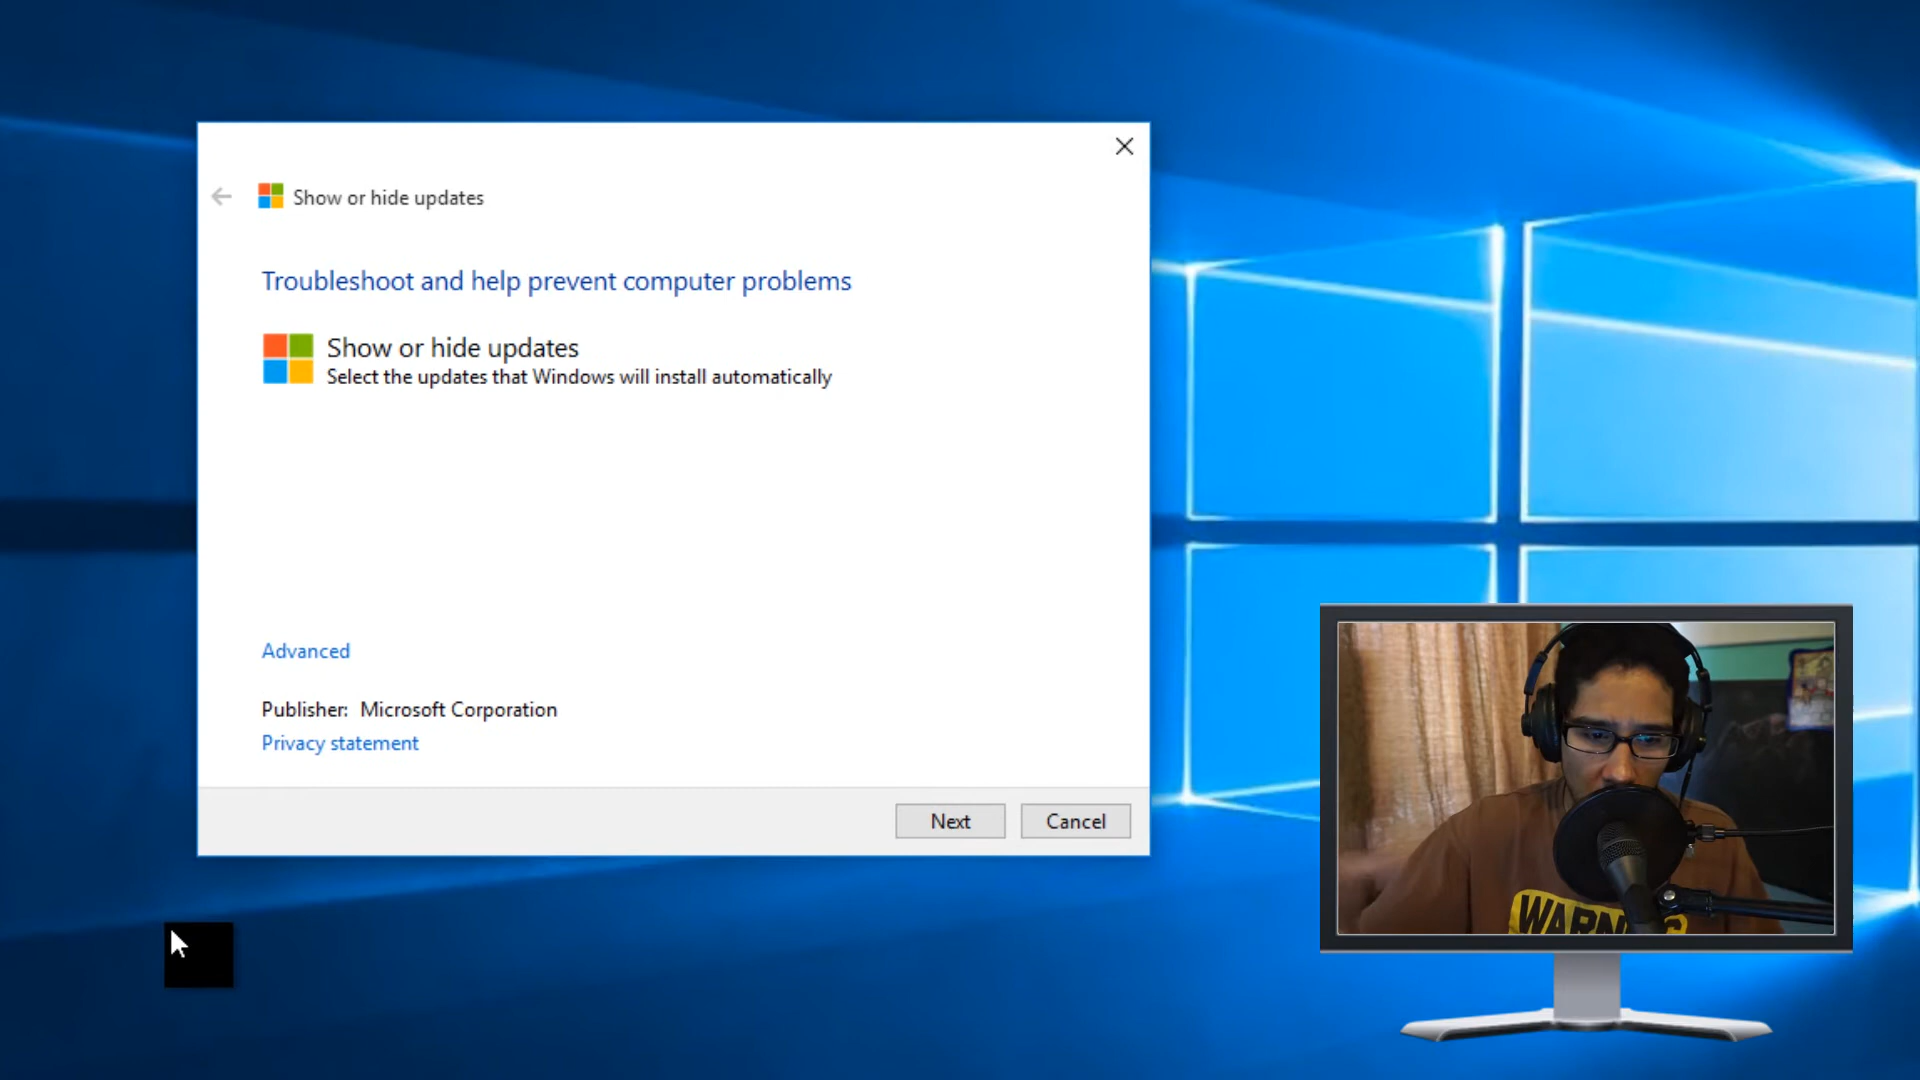 Show or hide updates
Troubleshoot and help prevent computer problems
Show or hide updates
Select the updates that Windows will install automatically
Advanced
Publisher: Microsoft Corporation
Privacy statement
Next
Cancel